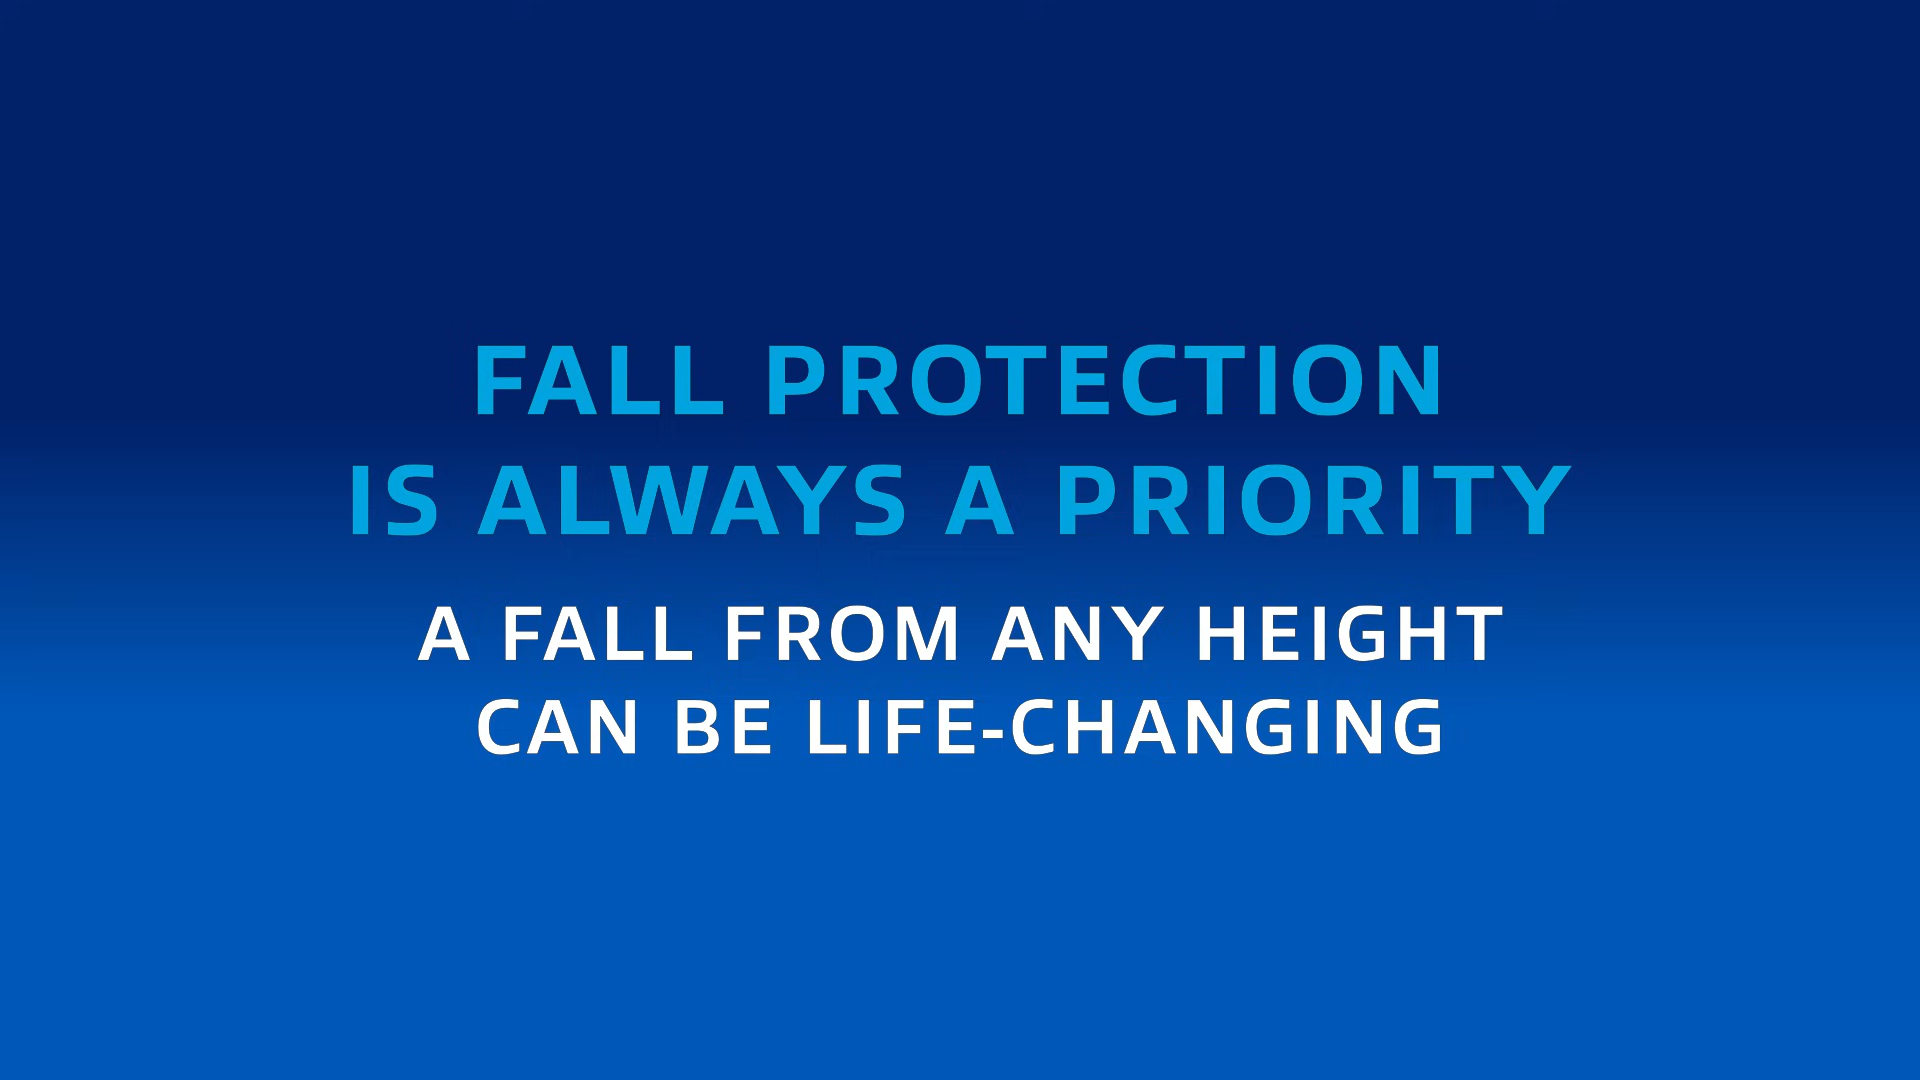 FALL PROTECTION
IS ALWAYS A PRIORITY
A FALL FROM ANY HEIGHT
CAN BE LIFE-CHANGING